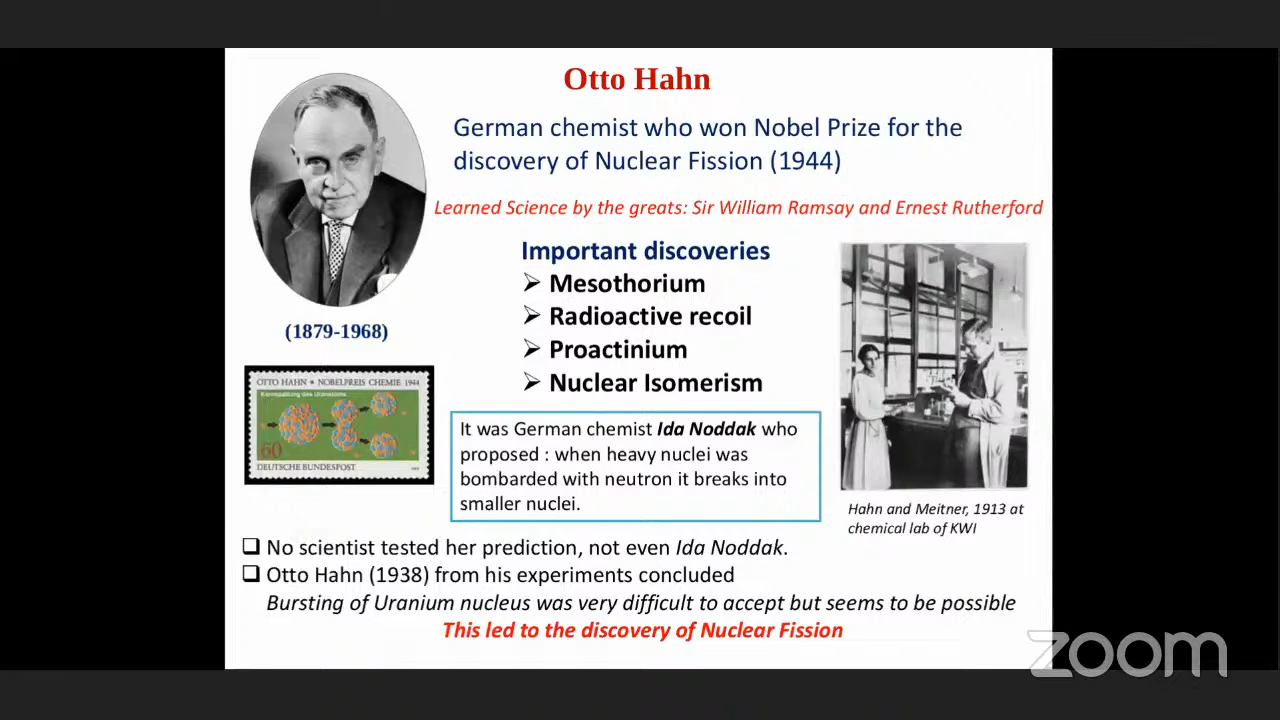 Otto Hahn
German chemist who won Nobel Prize for the
discovery of Nuclear Fission (1944)
Learned Science by the greats: Sir William Ramsay and Ernest Rutherford
Important discoveries
Mesothorium
Radioactive recoil
Proactinium
Nuclear Isomerism
(1879-1968)
OTTO HAHN * NOBELPREIS CHEMIE 1944
Kernspaltung des Uranatoms
60
DEUTSCHE BUNDESPOST
It was German chemist Ida Noddak who
proposed : when heavy nuclei was
bombarded with neutron it breaks into
smaller nuclei.
Hahn and Meitner, 1913 at
chemical lab of KWI
No scientist tested her prediction, not even Ida Noddak.
Otto Hahn (1938) from his experiments concluded
Bursting of Uranium nucleus was very difficult to accept but seems to be possible
This led to the discovery of Nuclear Fission
zoom